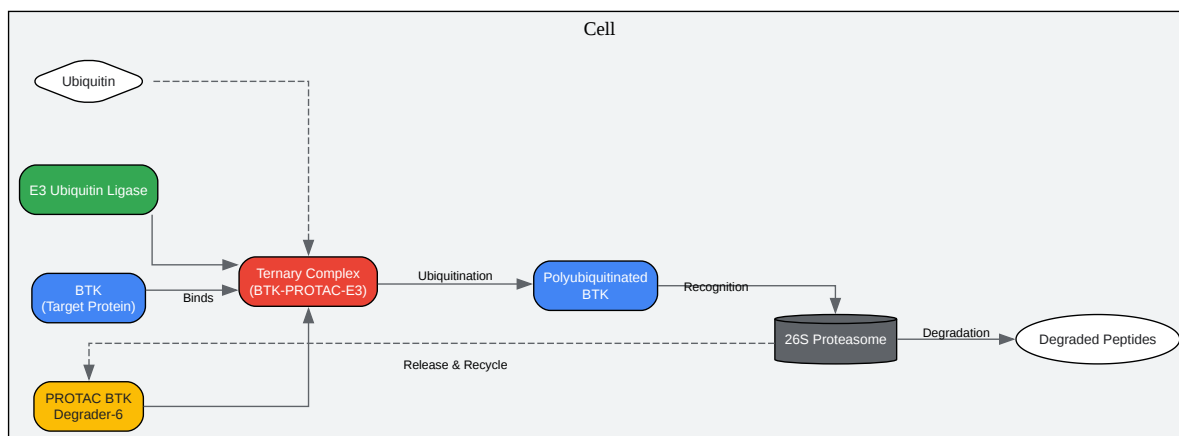 Cell
Ubiquitin
E3 Ubiquitin Ligase
BTK
(Target Protein)
Binds
Ternary Complex
(BTK-PROTAC-E3)
Ubiquitination
Polyubiquitinated
BTK
Recognition
26S Proteasome
Degradation
Degraded Peptides
Release & Recycle
PROTAC BTK
Degrader-6